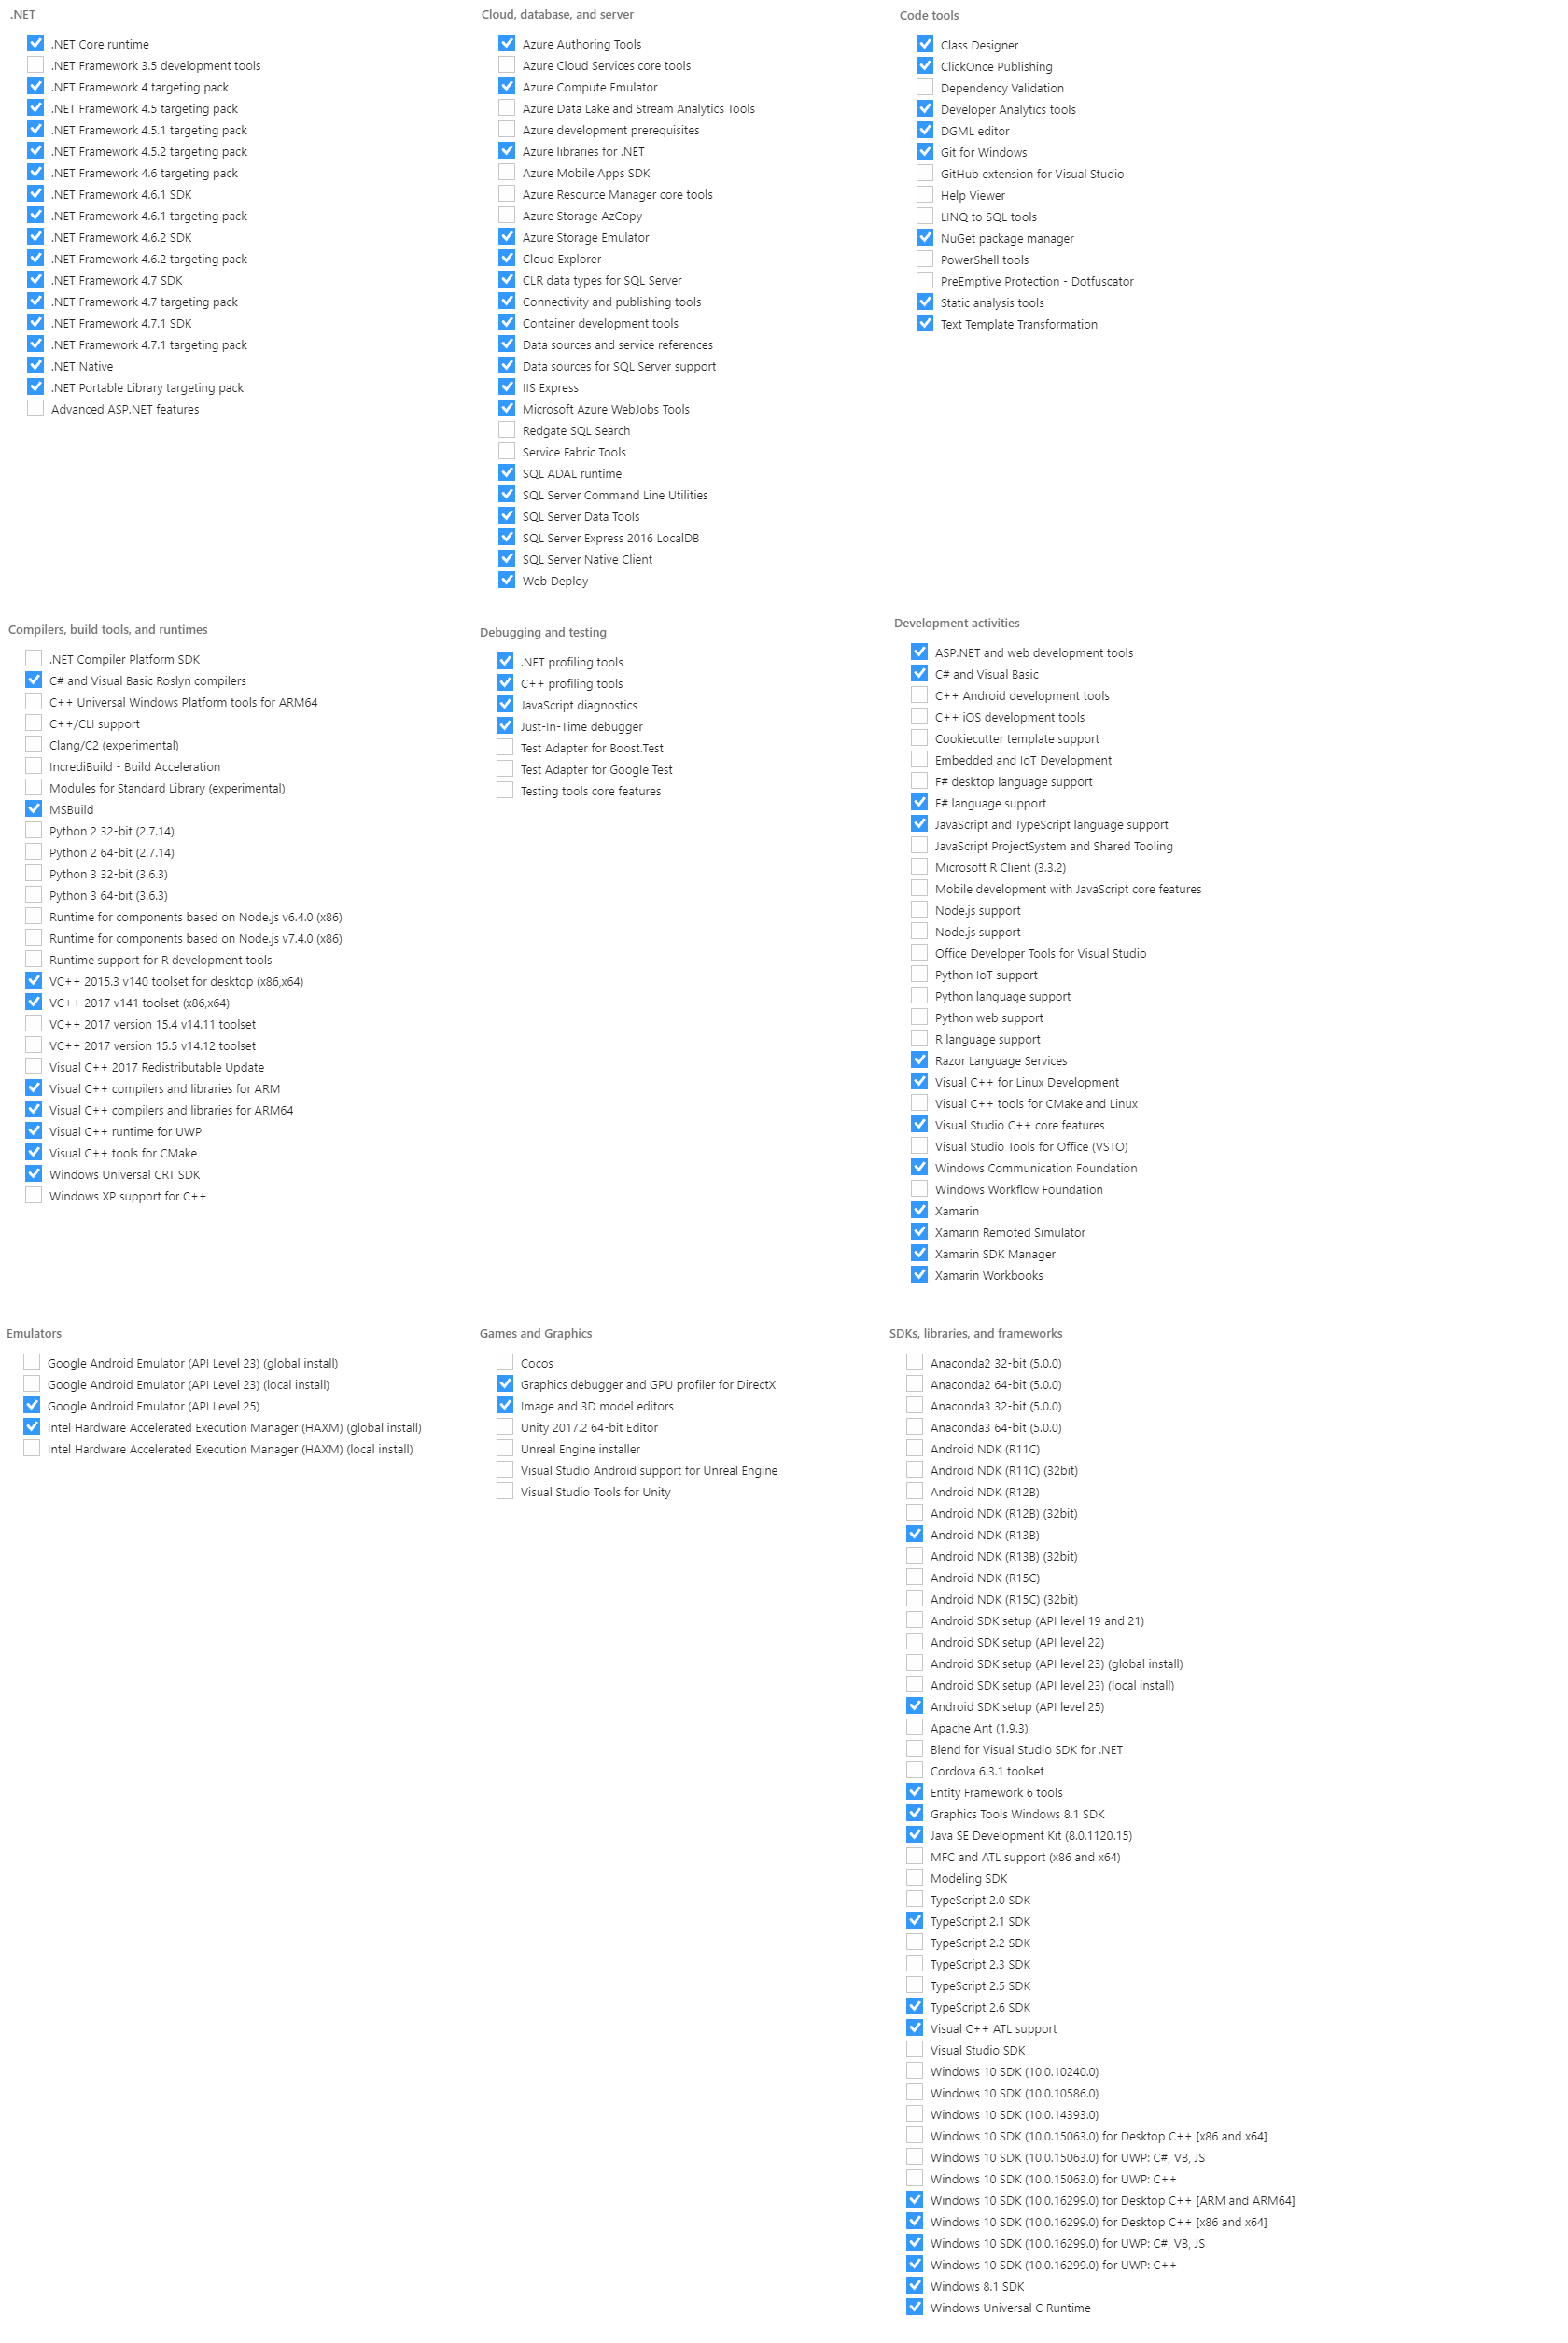 .NET
.NET Core runtime
.NET Framework 3.5 development tools
.NET Framework 4 targeting pack
.NET Framework 4.5 targeting pack
.NET Framework 4.5.1 targeting pack
.NET Framework 4.5.2 targeting pack
.NET Framework 4.6 targeting pack
.NET Framework 4.6.1 SDK
.NET Framework 4.6.1 targeting pack
.NET Framework 4.6.2 SDK
.NET Framework 4.6.2 targeting pack
.NET Framework 4.7 SDK
.NET Framework 4.7 targeting pack
.NET Framework 4.7.1 SDK
.NET Framework 4.7.1 targeting pack
.NET Native
.NET Portable Library targeting pack
Advanced ASP.NET features
Cloud, database, and server
Azure Authoring Tools
Azure Cloud Services core tools
Azure Compute Emulator
Azure Data Lake and Stream Analytics Tools
Azure development prerequisites
Azure libraries for .NET
Azure Mobile Apps SDK
Azure Resource Manager core tools
Azure Storage AzCopy
Azure Storage Emulator
Cloud Explorer
CLR data types for SQL Server
Connectivity and publishing tools
Container development tools
Data sources and service references
Data sources for SQL Server support
IIS Express
Microsoft Azure WebJobs Tools
Redgate SQL Search
Service Fabric Tools
SQL ADAL runtime
SQL Server Command Line Utilities
SQL Server Data Tools
SQL Server Express 2016 LocalDB
SQL Server Native Client
Web Deploy
Code tools
Class Designer
ClickOnce Publishing
Dependency Validation
Developer Analytics tools
DGML editor
Git for Windows
GitHub extension for Visual Studio
Help Viewer
LINQ to SQL tools
NuGet package manager
PowerShell tools
PreEmptive Protection - Dotfuscator
Static analysis tools
Text Template Transformation
Compilers, build tools, and runtimes
.NET Compiler Platform SDK
C# and Visual Basic Roslyn compilers
C++ Universal Windows Platform tools for ARM64
C++/CLI support
Clang/C2 (experimental)
IncrediBuild - Build Acceleration
Modules for Standard Library (experimental)
MSBuild
Python 2 32-bit (2.7.14)
Python 2 64-bit (2.7.14)
Python 3 32-bit (3.6.3)
Python 3 64-bit (3.6.3)
Runtime for components based on Node.js v6.4.0 (x86)
Runtime for components based on Node.js v7.4.0 (x86)
Runtime support for R development tools
VC++ 2015.3 v140 toolset for desktop (x86,x64)
VC++ 2017 v141 toolset (x86,x64)
VC++ 2017 version 15.4 v14.11 toolset
VC++ 2017 version 15.5 v14.12 toolset
Visual C++ 2017 Redistributable Update
Visual C++ compilers and libraries for ARM
Visual C++ compilers and libraries for ARM64
Visual C++ runtime for UWP
Visual C++ tools for CMake
Windows Universal CRT SDK
Windows XP support for C++
Debugging and testing
.NET profiling tools
C++ profiling tools
JavaScript diagnostics
Just-In-Time debugger
Test Adapter for Boost.Test
Test Adapter for Google Test
Testing tools core features
Development activities
ASP.NET and web development tools
C# and Visual Basic
C++ Android development tools
C++ iOS development tools
Cookiecutter template support
Embedded and IoT Development
F# desktop language support
F# language support
JavaScript and TypeScript language support
JavaScript ProjectSystem and Shared Tooling
Microsoft R Client (3.3.2)
Mobile development with JavaScript core features
Node.js support
Node.js support
Office Developer Tools for Visual Studio
Python IoT support
Python language support
Python web support
R language support
Razor Language Services
Visual C++ for Linux Development
Visual C++ tools for CMake and Linux
Visual Studio C++ core features
Visual Studio Tools for Office (VSTO)
Windows Communication Foundation
Windows Workflow Foundation
Xamarin
Xamarin Remoted Simulator
Xamarin SDK Manager
Xamarin Workbooks
Emulators
Google Android Emulator (API Level 23) (global install)
Google Android Emulator (API Level 23) (local install)
Google Android Emulator (API Level 25)
Intel Hardware Accelerated Execution Manager (HAXM) (global install)
Intel Hardware Accelerated Execution Manager (HAXM) (local install)
Games and Graphics
Cocos
Graphics debugger and GPU profiler for DirectX
Image and 3D model editors
Unity 2017.2 64-bit Editor
Unreal Engine installer
Visual Studio Android support for Unreal Engine
Visual Studio Tools for Unity
SDKs, libraries, and frameworks
Anaconda2 32-bit (5.0.0)
Anaconda2 64-bit (5.0.0)
Anaconda3 32-bit (5.0.0)
Anaconda3 64-bit (5.0.0)
Android NDK (R11C)
Android NDK (R11C) (32bit)
Android NDK (R12B)
Android NDK (R12B) (32bit)
Android NDK (R13B)
Android NDK (R13B) (32bit)
Android NDK (R15C)
Android NDK (R15C) (32bit)
Android SDK setup (API level 19 and 21)
Android SDK setup (API level 22)
Android SDK setup (API level 23) (global install)
Android SDK setup (API level 23) (local install)
Android SDK setup (API level 25)
Apache Ant (1.9.3)
Blend for Visual Studio SDK for .NET
Cordova 6.3.1 toolset
Entity Framework 6 tools
Graphics Tools Windows 8.1 SDK
Java SE Development Kit (8.0.1120.15)
MFC and ATL support (x86 and x64)
Modeling SDK
TypeScript 2.0 SDK
TypeScript 2.1 SDK
TypeScript 2.2 SDK
TypeScript 2.3 SDK
TypeScript 2.5 SDK
TypeScript 2.6 SDK
Visual C++ ATL support
Visual Studio SDK
Windows 10 SDK (10.0.10240.0)
Windows 10 SDK (10.0.10586.0)
Windows 10 SDK (10.0.14393.0)
Windows 10 SDK (10.0.15063.0) for Desktop C++ [x86 and x64]
Windows 10 SDK (10.0.15063.0) for UWP: C#, VB, JS
Windows 10 SDK (10.0.15063.0) for UWP: C++
Windows 10 SDK (10.0.16299.0) for Desktop C++ [ARM and ARM64]
Windows 10 SDK (10.0.16299.0) for Desktop C++ [x86 and x64]
Windows 10 SDK (10.0.16299.0) for UWP: C#, VB, JS
Windows 10 SDK (10.0.16299.0) for UWP: C++
Windows 8.1 SDK
Windows Universal C Runtime